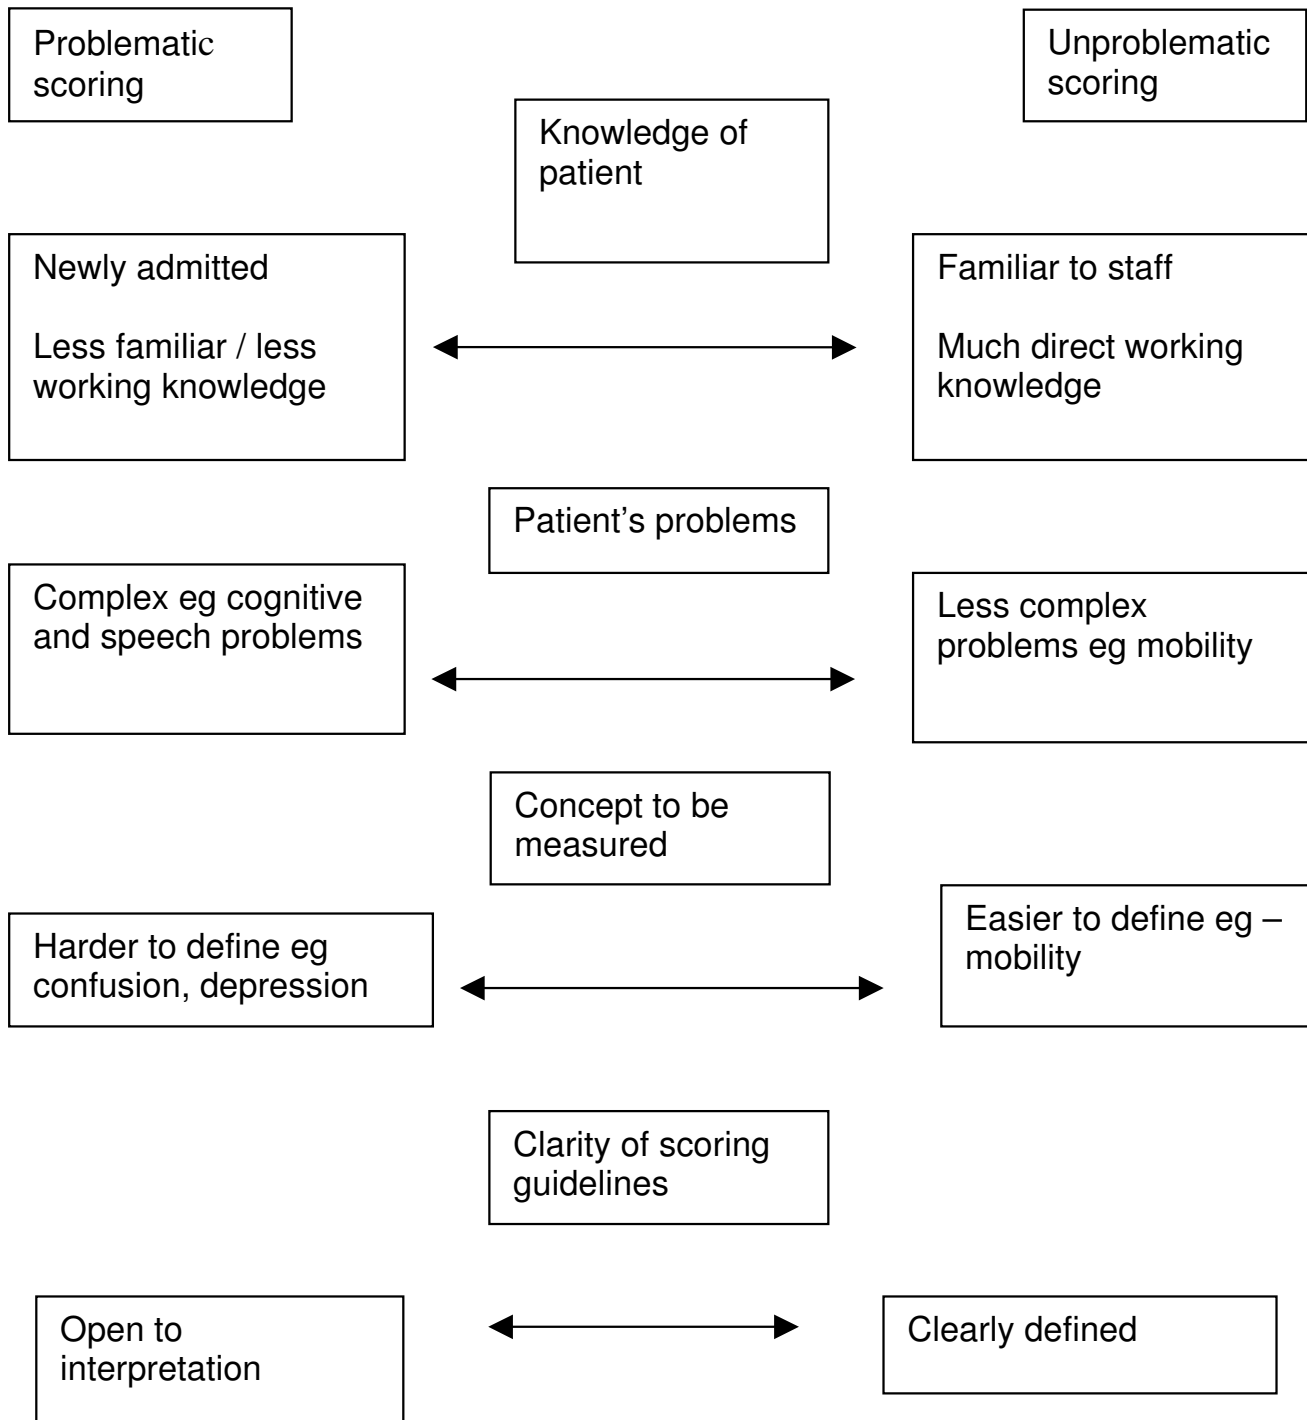 Problematic
scoring
Unproblematic
scoring
Knowledge of
patient
Newly admitted
Less familiar / less
working knowledge
Familiar to staff
Much direct working
knowledge
Patient’s problems
Complex eg cognitive
and speech problems
Less complex
problems eg mobility
Concept to be
measured
Harder to define eg
confusion, depression
Easier to define eg –
mobility
Clarity of scoring
guidelines
Open to
interpretation
Clearly defined